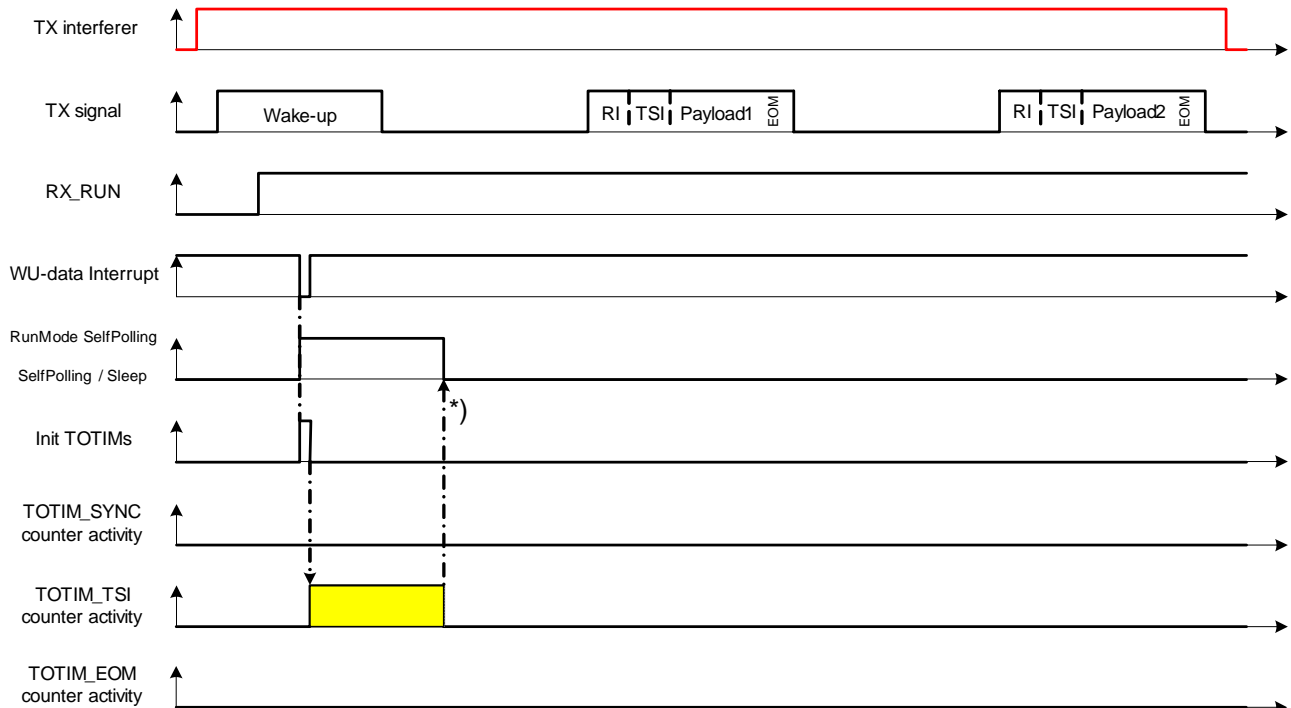 TX interferer
TX signal
Wake-up
RI TSI Payload1 EOM
RI TSI Payload2 EOM
RX_RUN
WU-data Interrupt
RunMode SelfPolling
SelfPolling / Sleep
*)
Init TOTIMs
TOTIM_SYNC
counter activity
TOTIM_TSI
counter activity
TOTIM_EOM
counter activity